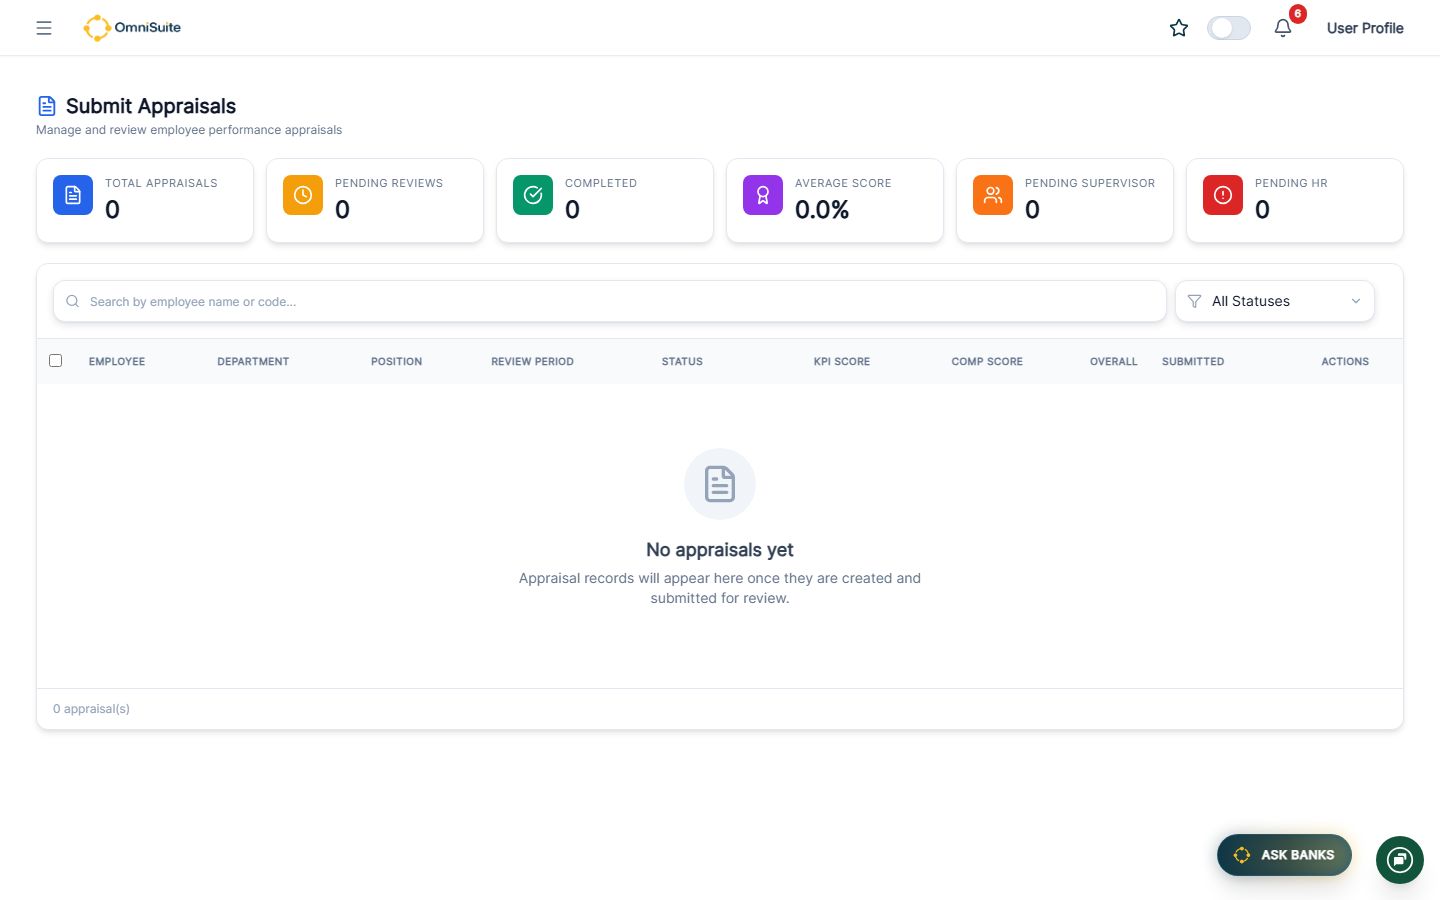 OmniSuite
6
User Profile
Submit Appraisals
Manage and review employee performance appraisals
TOTAL APPRAISALS
0
PENDING REVIEWS
0
COMPLETED
0
AVERAGE SCORE
0.0%
PENDING SUPERVISOR
0
PENDING HR
0
Search by employee name or code...
All Statuses
EMPLOYEE DEPARTMENT POSITION REVIEW PERIOD STATUS KPI SCORE COMP SCORE OVERALL SUBMITTED ACTIONS
No appraisals yet
Appraisal records will appear here once they are created and
submitted for review.
0 appraisal(s)
ASK BANKS